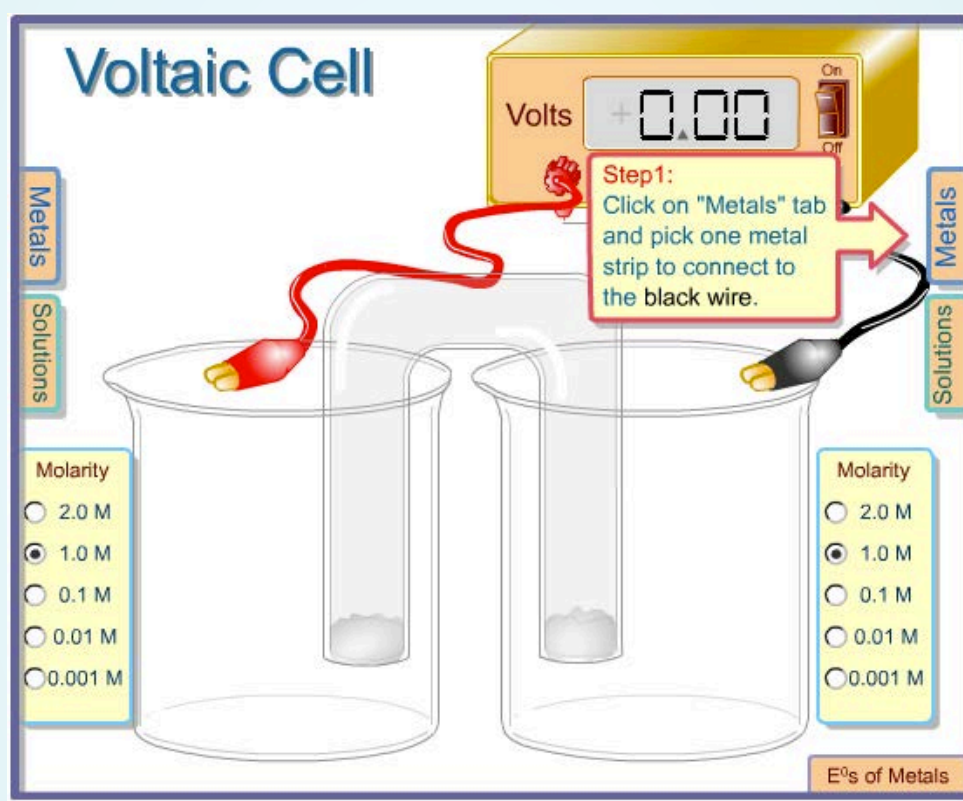 Voltaic Cell
Volts
+0.00
On
Off
Step1:
Click on "Metals" tab
and pick one metal
strip to connect to
the black wire.
Metals
Solutions
Metals
Solutions
Molarity
2.0 M
1.0 M
0.1 M
0.01 M
0.001 M
Molarity
2.0 M
1.0 M
0.1 M
0.01 M
0.001 M
E⁰s of Metals